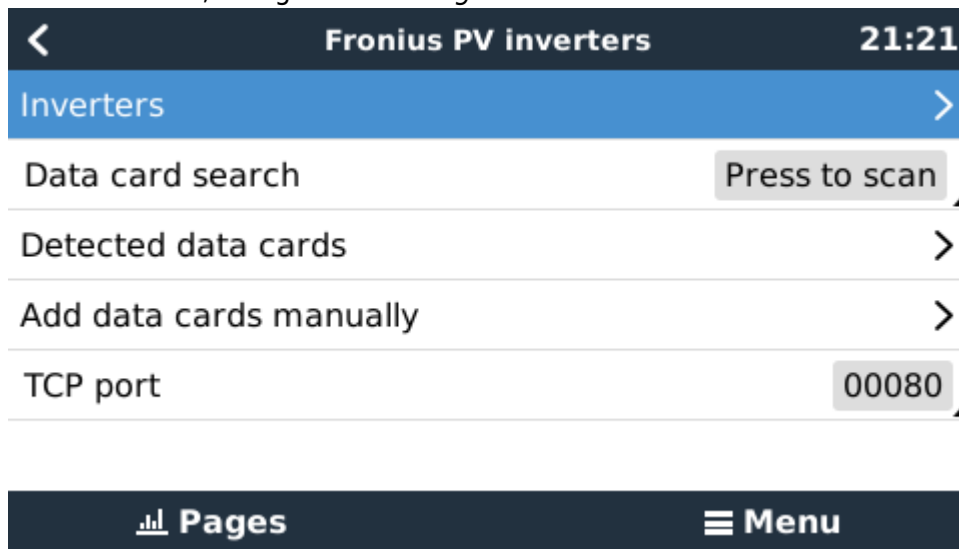 Fronius PV inverters 21:21
Inverters
Data card search Press to scan
Detected data cards
Add data cards manually
TCP port 00080
Pages Menu